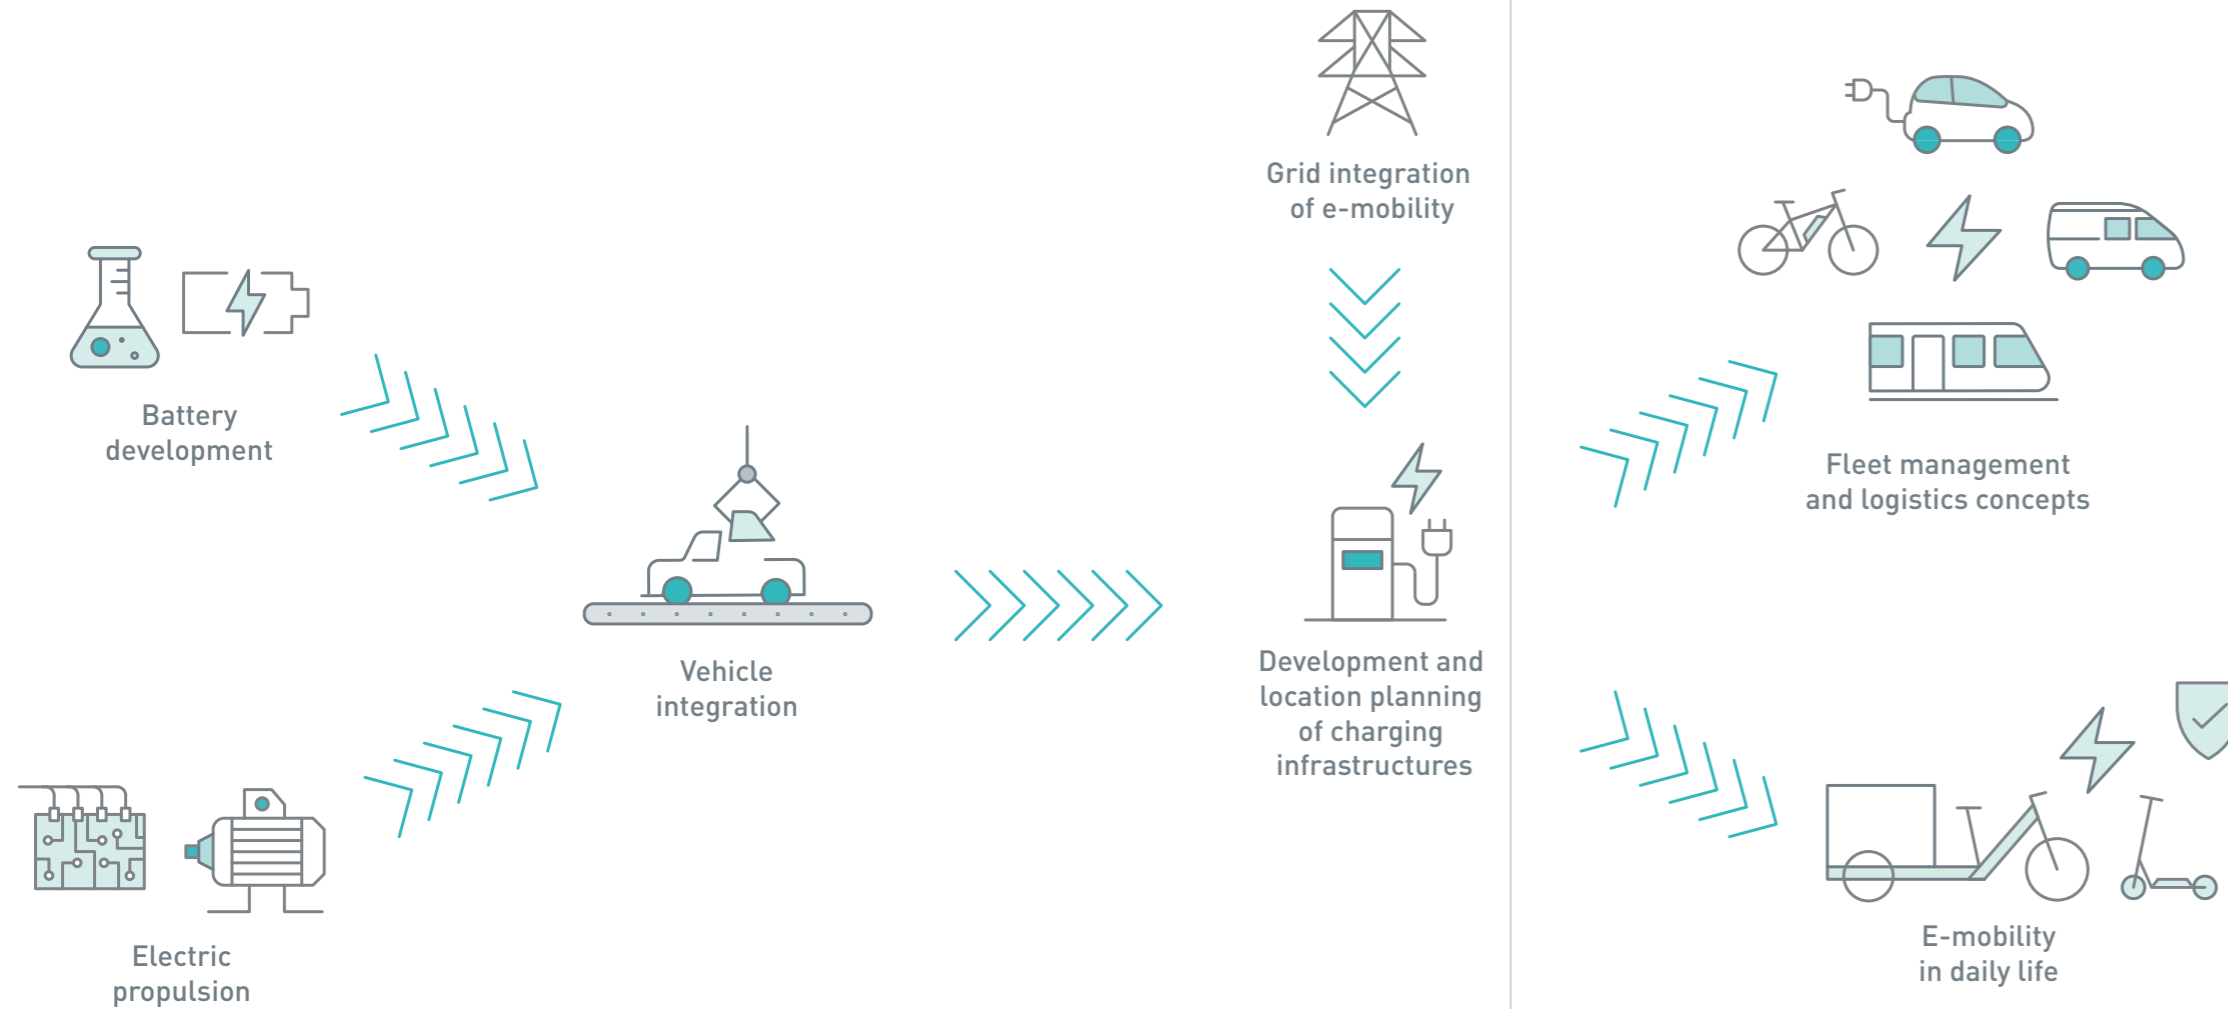 Grid integration
of e-mobility
Battery
development
Vehicle
integration
Electric
propulsion
Development and
location planning
of charging
infrastructures
Fleet management
and logistics concepts
E-mobility
in daily life